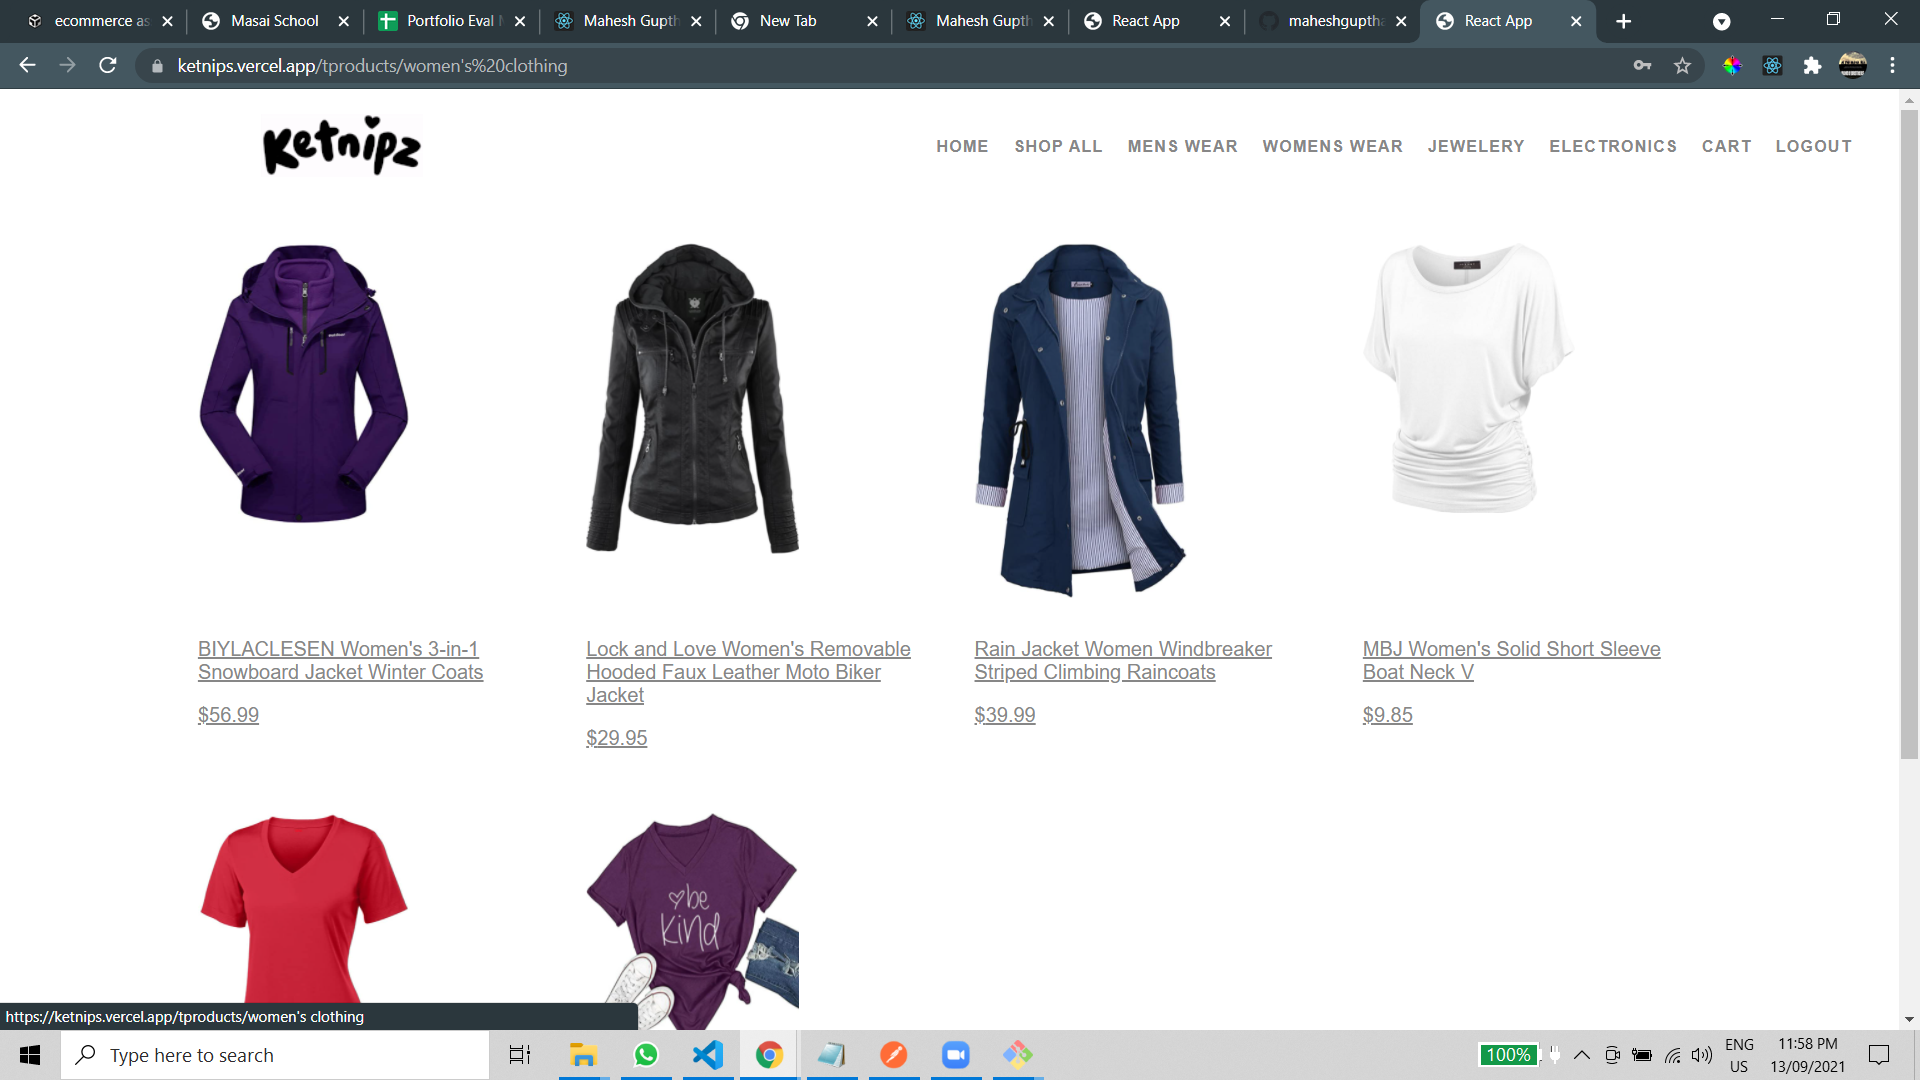 ecommerce as
Masai School
Portfolio Eval M
Mahesh Gupth
New Tab
Mahesh Gupth
React App
maheshguptha
React App
ketnips.vercel.app/tproducts/women's%20clothing
Ketnipz
HOME SHOP ALL MENS WEAR WOMENS WEAR JEWELERY ELECTRONICS CART LOGOUT
BIYLACLESEN Women's 3-in-1
Snowboard Jacket Winter Coats
$56.99
Lock and Love Women's Removable
Hooded Faux Leather Moto Biker
Jacket
$29.95
Rain Jacket Women Windbreaker
Striped Climbing Raincoats
$39.99
MBJ Women's Solid Short Sleeve
Boat Neck V
$9.85
be
kind
https://ketnips.vercel.app/tproducts/women's clothing
Type here to search
100%
ENG
US
11:58 PM
13/09/2021